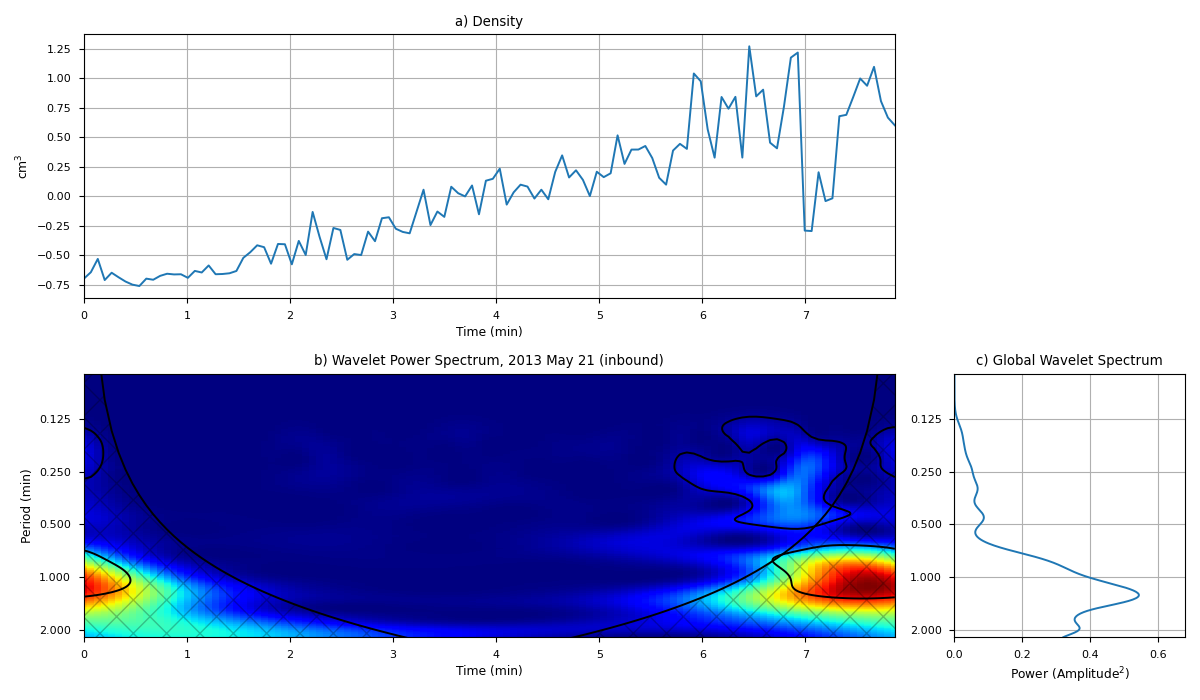 a) Density
cm³
1.25
1.00
0.75
0.50
0.25
0.00
−0.25
−0.50
−0.75
0 1 2 3 4 5 6 7
Time (min)
b) Wavelet Power Spectrum, 2013 May 21 (inbound)
Period (min)
0.125
0.250
0.500
1.000
2.000
0 1 2 3 4 5 6 7
Time (min)
c) Global Wavelet Spectrum
0.125
0.250
0.500
1.000
2.000
0.0 0.2 0.4 0.6
Power (Amplitude²)